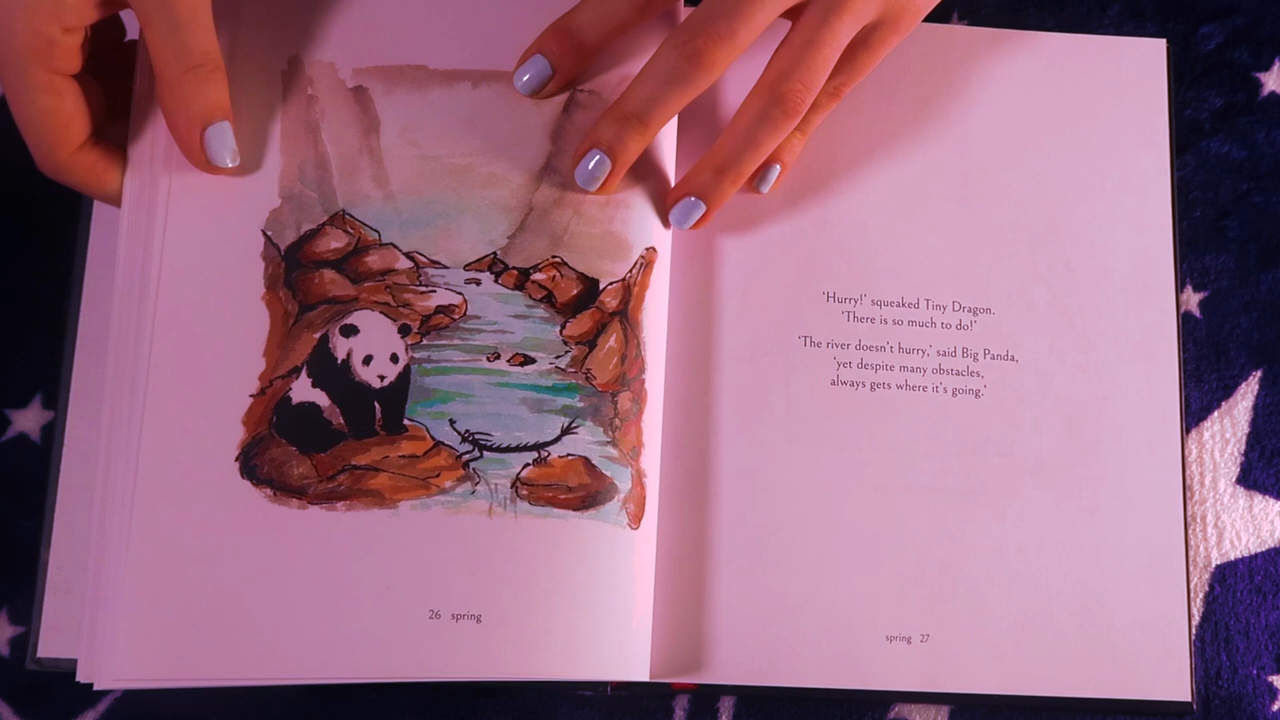 26 spring
‘Hurry!’ squeaked Tiny Dragon.
‘There is so much to do!’
‘The river doesn’t hurry,’ said Big Panda,
‘yet despite many obstacles,
always gets where it’s going.’
spring 27